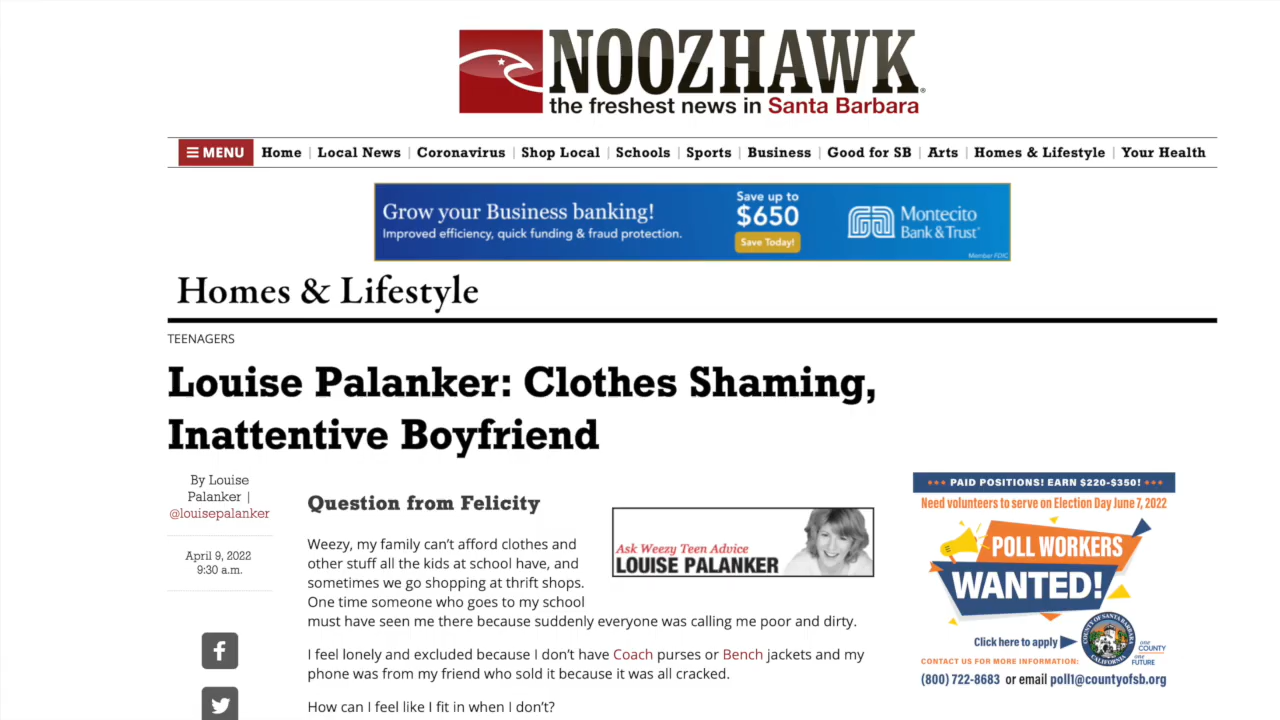 NOOZHAWK
the freshest news in Santa Barbara
MENU Home | Local News | Coronavirus | Shop Local | Schools | Sports | Business | Good for SB | Arts | Homes & Lifestyle | Your Health
Grow your Business banking!
Improved efficiency, quick funding & fraud protection.
Save up to
$650
Save Today!
Montecito
Bank & Trust
Member FDIC
Homes & Lifestyle
TEENAGERS
Louise Palanker: Clothes Shaming,
Inattentive Boyfriend
By Louise
Palanker |
@louisepalanker
April 9, 2022
9:30 a.m.
Question from Felicity
Weezy, my family can’t afford clothes and
other stuff all the kids at school have, and
sometimes we go shopping at thrift shops.
One time someone who goes to my school
must have seen me there because suddenly everyone was calling me poor and dirty.
I feel lonely and excluded because I don’t have Coach purses or Bench jackets and my
phone was from my friend who sold it because it was all cracked.
How can I feel like I fit in when I don’t?
Ask Weezy Teen Advice
LOUISE PALANKER
PAID POSITIONS! EARN $220-$350!
Need volunteers to serve on Election Day June 7, 2022
POLL WORKERS
WANTED!
Click here to apply
COUNTY OF SANTA BARBARA
CALIFORNIA
one
COUNTY
one
FUTURE
CONTACT US FOR MORE INFORMATION:
(800) 722-8683 or email poll1@countyofsb.org